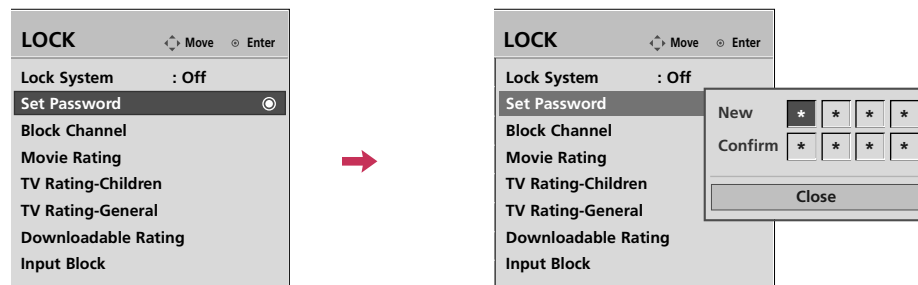 LOCK Move Enter
Lock System : Off
Set Password
Block Channel
Movie Rating
TV Rating-Children
TV Rating-General
Downloadable Rating
Input Block
LOCK Move Enter
Lock System : Off
Set Password
Block Channel
Movie Rating
TV Rating-Children
TV Rating-General
Downloadable Rating
Input Block
New * * * *
Confirm * * * *
Close